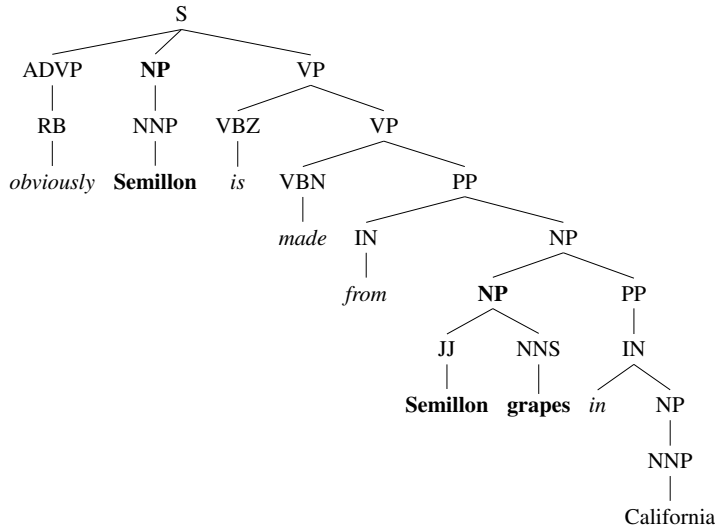 S
ADVP NP VP
RB NNP VBZ VP
obviously Semillon is VBN PP
made IN NP
from NP PP
JJ NNS IN
Semillon grapes in NP
NNP
California